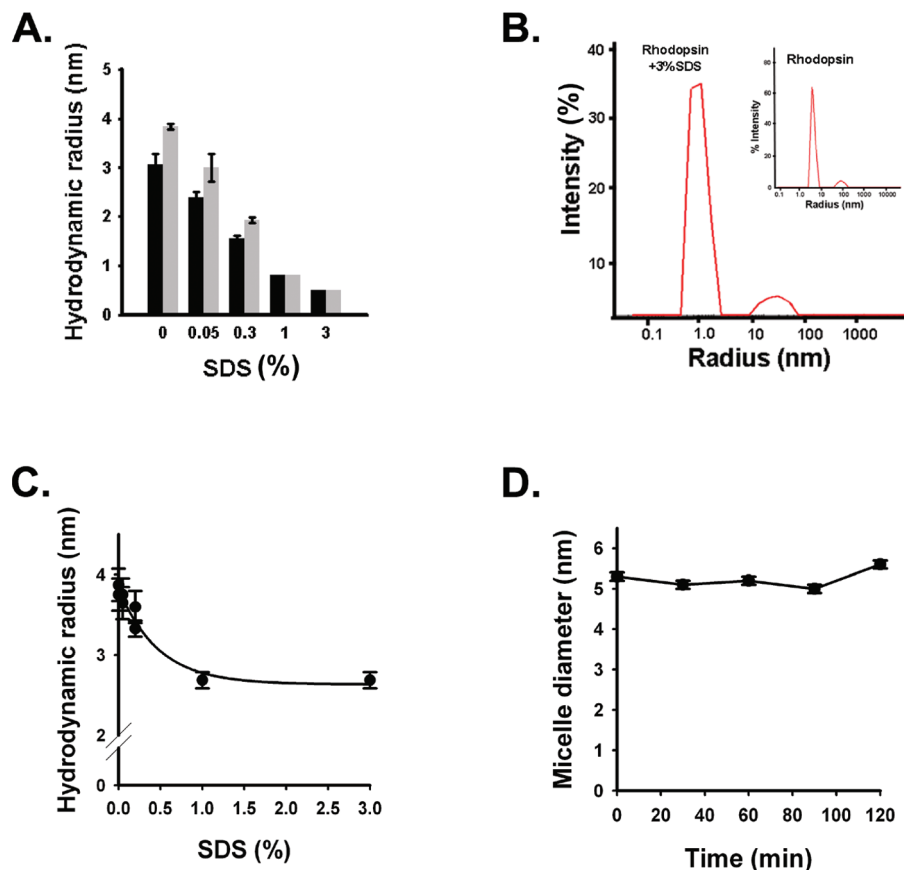 A.
Hydrodynamic radius (nm)
5
4
3
2
1
0
0 0.05 0.3 1 3
SDS (%)
B.
Rhodopsin
+3%SDS
Intensity (%)
40
30
20
10
0.1 1.0 10 100 1000
Radius (nm)
Rhodopsin
% Intensity
80
60
40
20
0
0.1 1.0 10 100 1000 10000
Radius (nm)
C.
Hydrodynamic radius (nm)
4
3
2
0
0.0 0.5 1.0 1.5 2.0 2.5 3.0
SDS (%)
D.
Micelle diameter (nm)
6
5
4
3
2
1
0
0 20 40 60 80 100 120
Time (min)